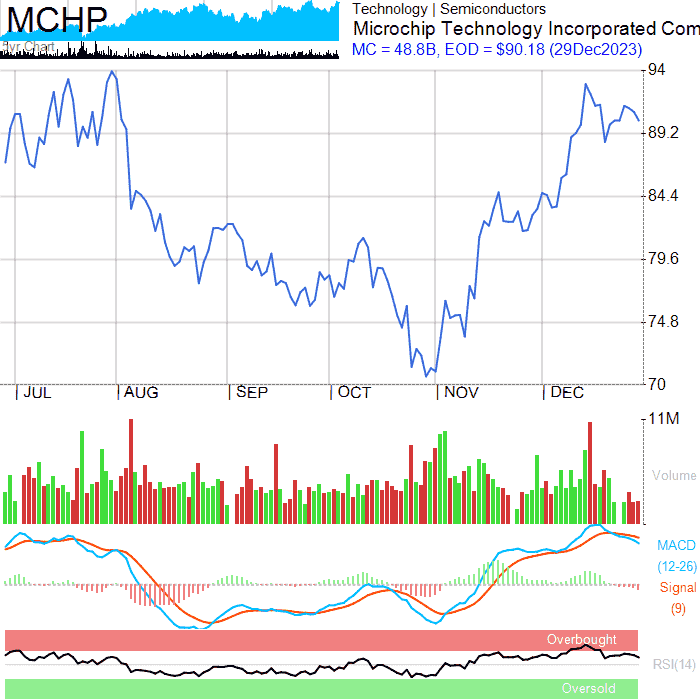 MCHP
5yr Chart
Technology | Semiconductors
Microchip Technology Incorporated Com
MC = 48.8B, EOD = $90.18 (29Dec2023)
94
89.2
84.4
79.6
74.8
70
JUL AUG SEP OCT NOV DEC
11M
Volume
MACD
(12-26)
Signal
(9)
Overbought
RSI(14)
Oversold